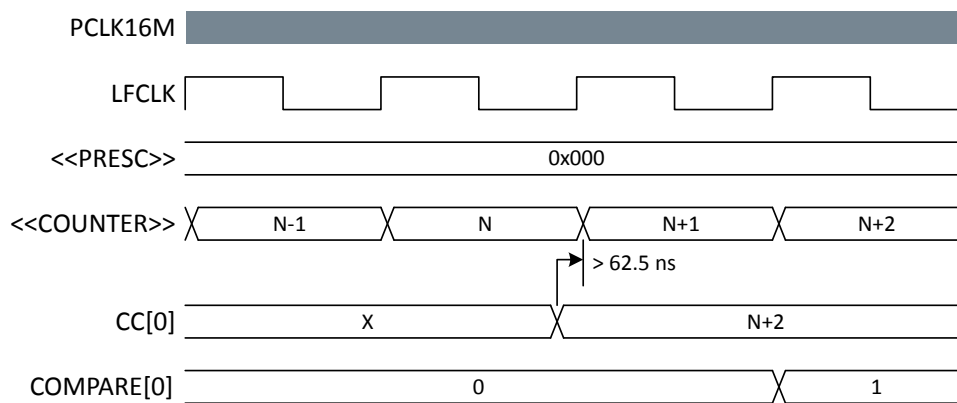 PCLK16M
LFCLK
<<PRESC>> 0x000
<<COUNTER>> N-1 N N+1 N+2
> 62.5 ns
CC[0] X N+2
COMPARE[0] 0 1